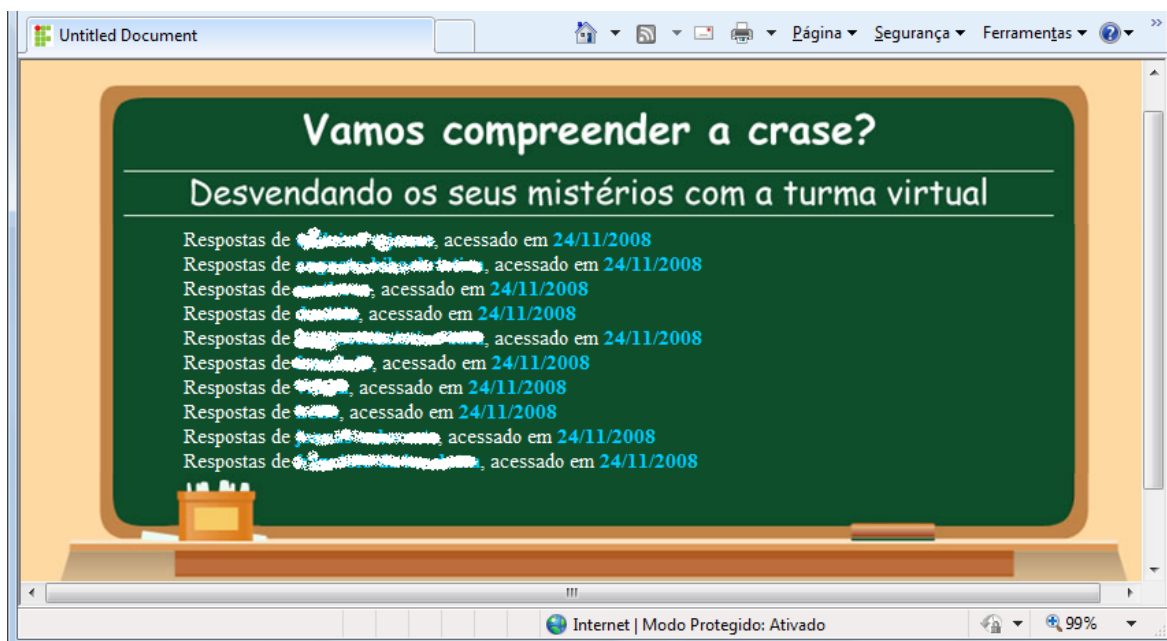 Untitled Document
Página Segurança Ferramentas
Vamos compreender a crase?
Desvendando os seus mistérios com a turma virtual
Respostas de , acessado em 24/11/2008
Respostas de , acessado em 24/11/2008
Respostas de , acessado em 24/11/2008
Respostas de , acessado em 24/11/2008
Respostas de , acessado em 24/11/2008
Respostas de , acessado em 24/11/2008
Respostas de , acessado em 24/11/2008
Respostas de , acessado em 24/11/2008
Respostas de , acessado em 24/11/2008
Respostas de , acessado em 24/11/2008
Internet | Modo Protegido: Ativado 99%